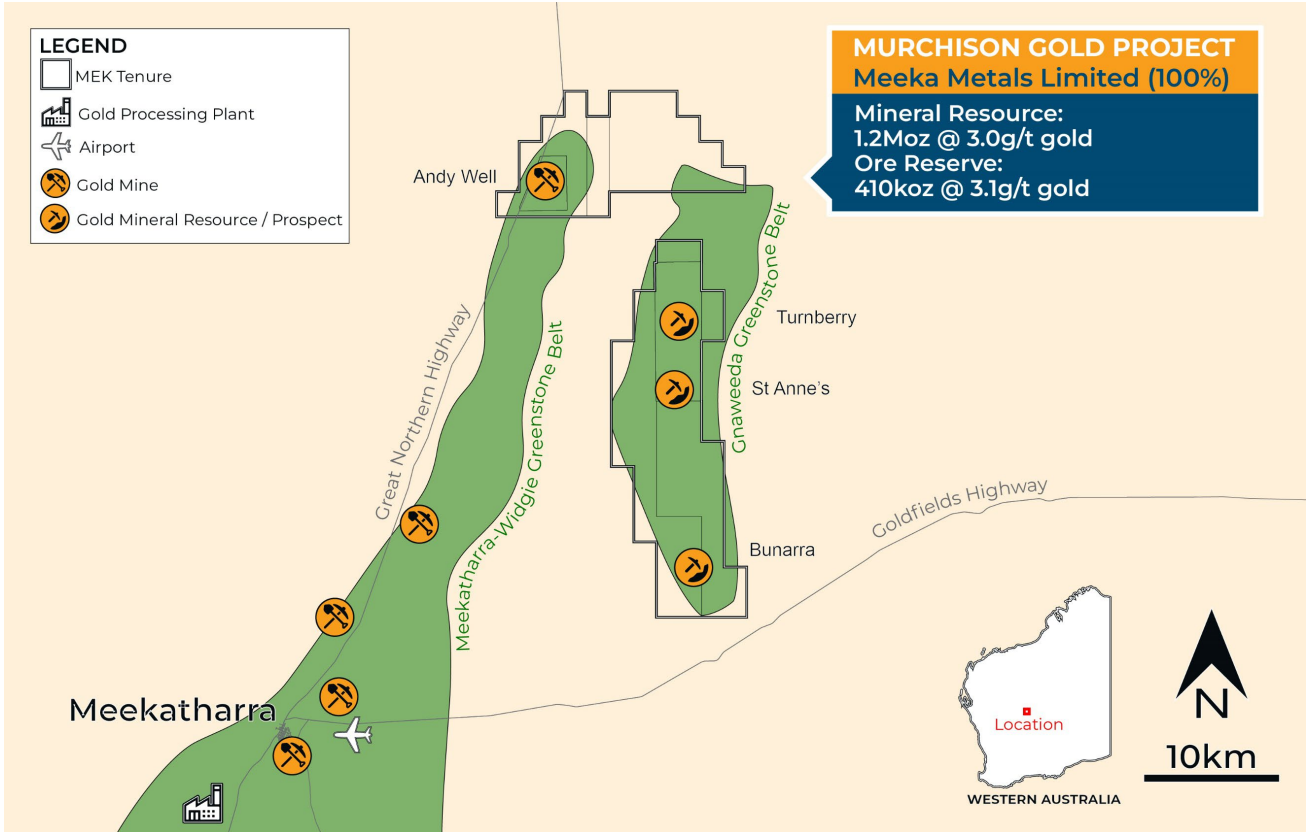 LEGEND
MEK Tenure
Gold Processing Plant
Airport
Gold Mine
Gold Mineral Resource / Prospect
MURCHISON GOLD PROJECT
Meeka Metals Limited (100%)
Mineral Resource:
1.2Moz @ 3.0g/t gold
Ore Reserve:
410koz @ 3.1g/t gold
Andy Well
Turnberry
St Anne's
Bunarra
Gnaweeda Greenstone Belt
Great Northern Highway
Meekatharra-Widgie Greenstone Belt
Goldfields Highway
Meekatharra
Location
WESTERN AUSTRALIA
N
10km